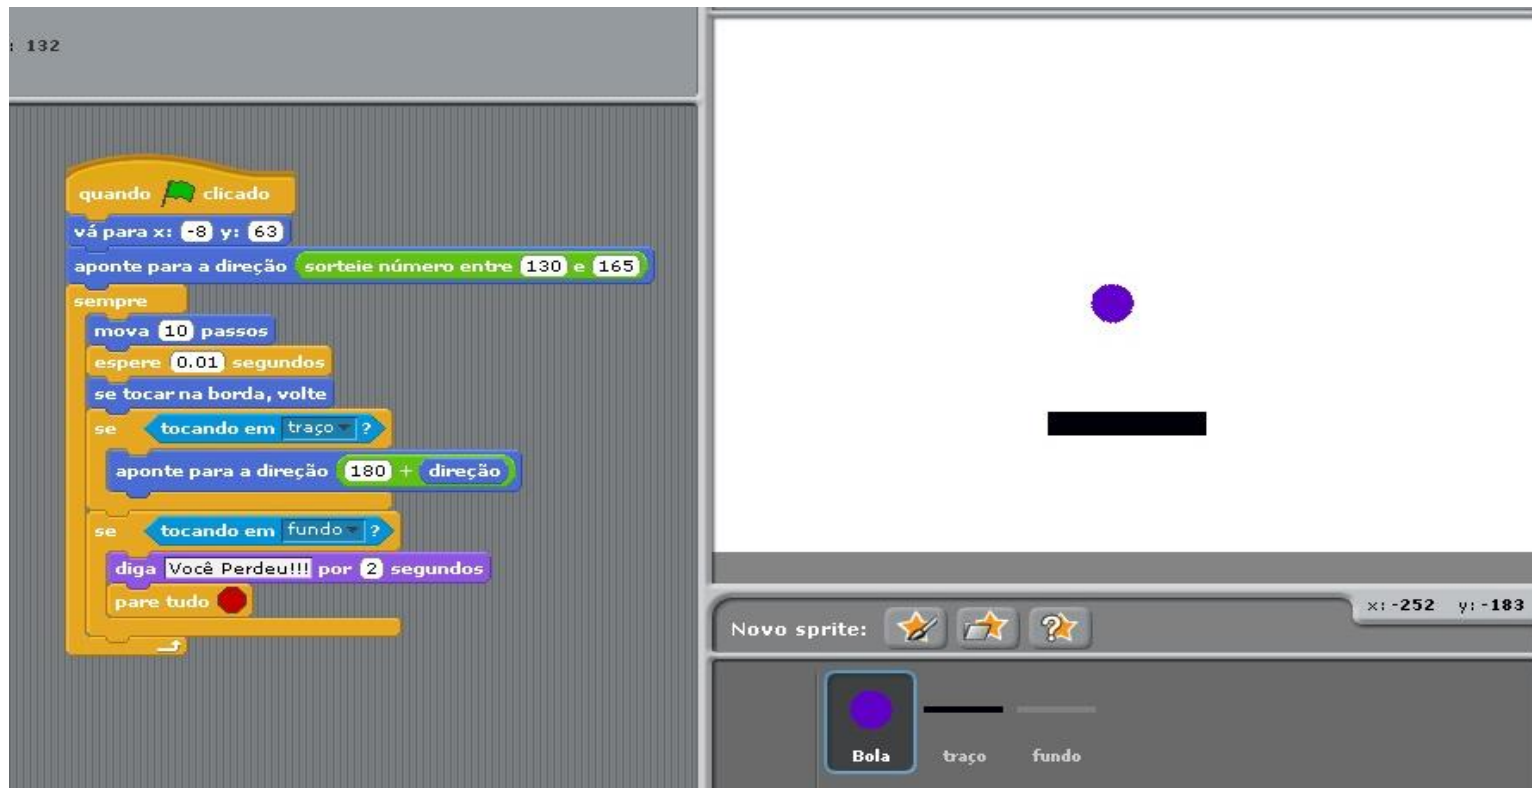 : 132
quando clicado
vá para x: -8 y: 63
aponte para a direção sorteie número entre 130 e 165
sempre
mova 10 passos
espere 0.01 segundos
se tocar na borda, volte
se tocando em traço ?
aponte para a direção 180 + direção
se tocando em fundo ?
diga Você Perdeu!!! por 2 segundos
pare tudo
x: -252 y: -183
Novo sprite:
Bola traço fundo